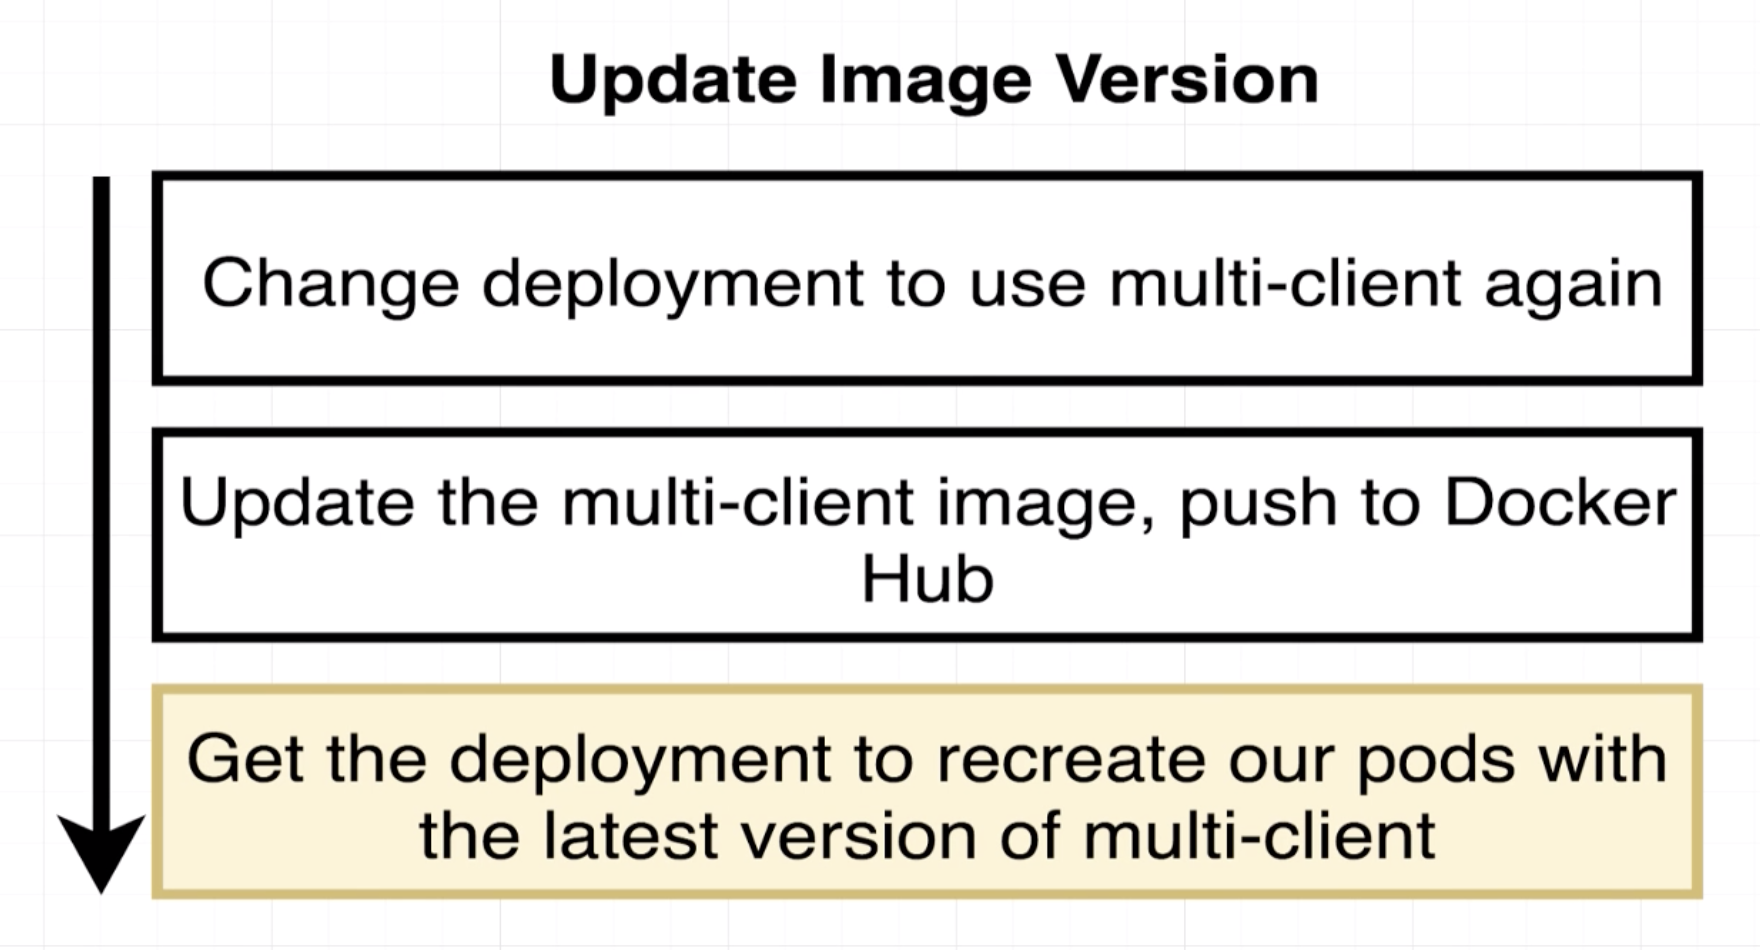 Update Image Version
Change deployment to use multi-client again
Update the multi-client image, push to Docker
Hub
Get the deployment to recreate our pods with
the latest version of multi-client